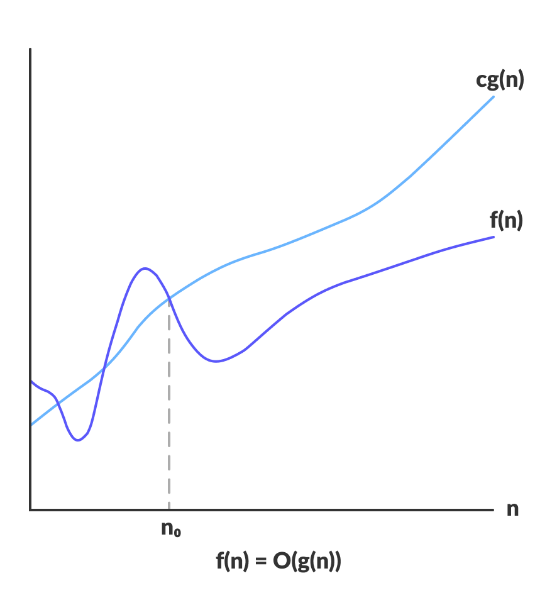 cg(n)
f(n)
n
n₀
f(n) = O(g(n))